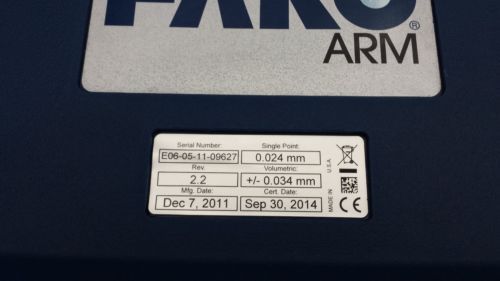 FARO®
ARM
Serial Number: Single Point:
E06-05-11-09627 0.024 mm
Rev. Volumetric:
2.2 +/- 0.034 mm
Mfg. Date: Cert. Date:
Dec 7, 2011 Sep 30, 2014
MADE IN U.S.A
CE